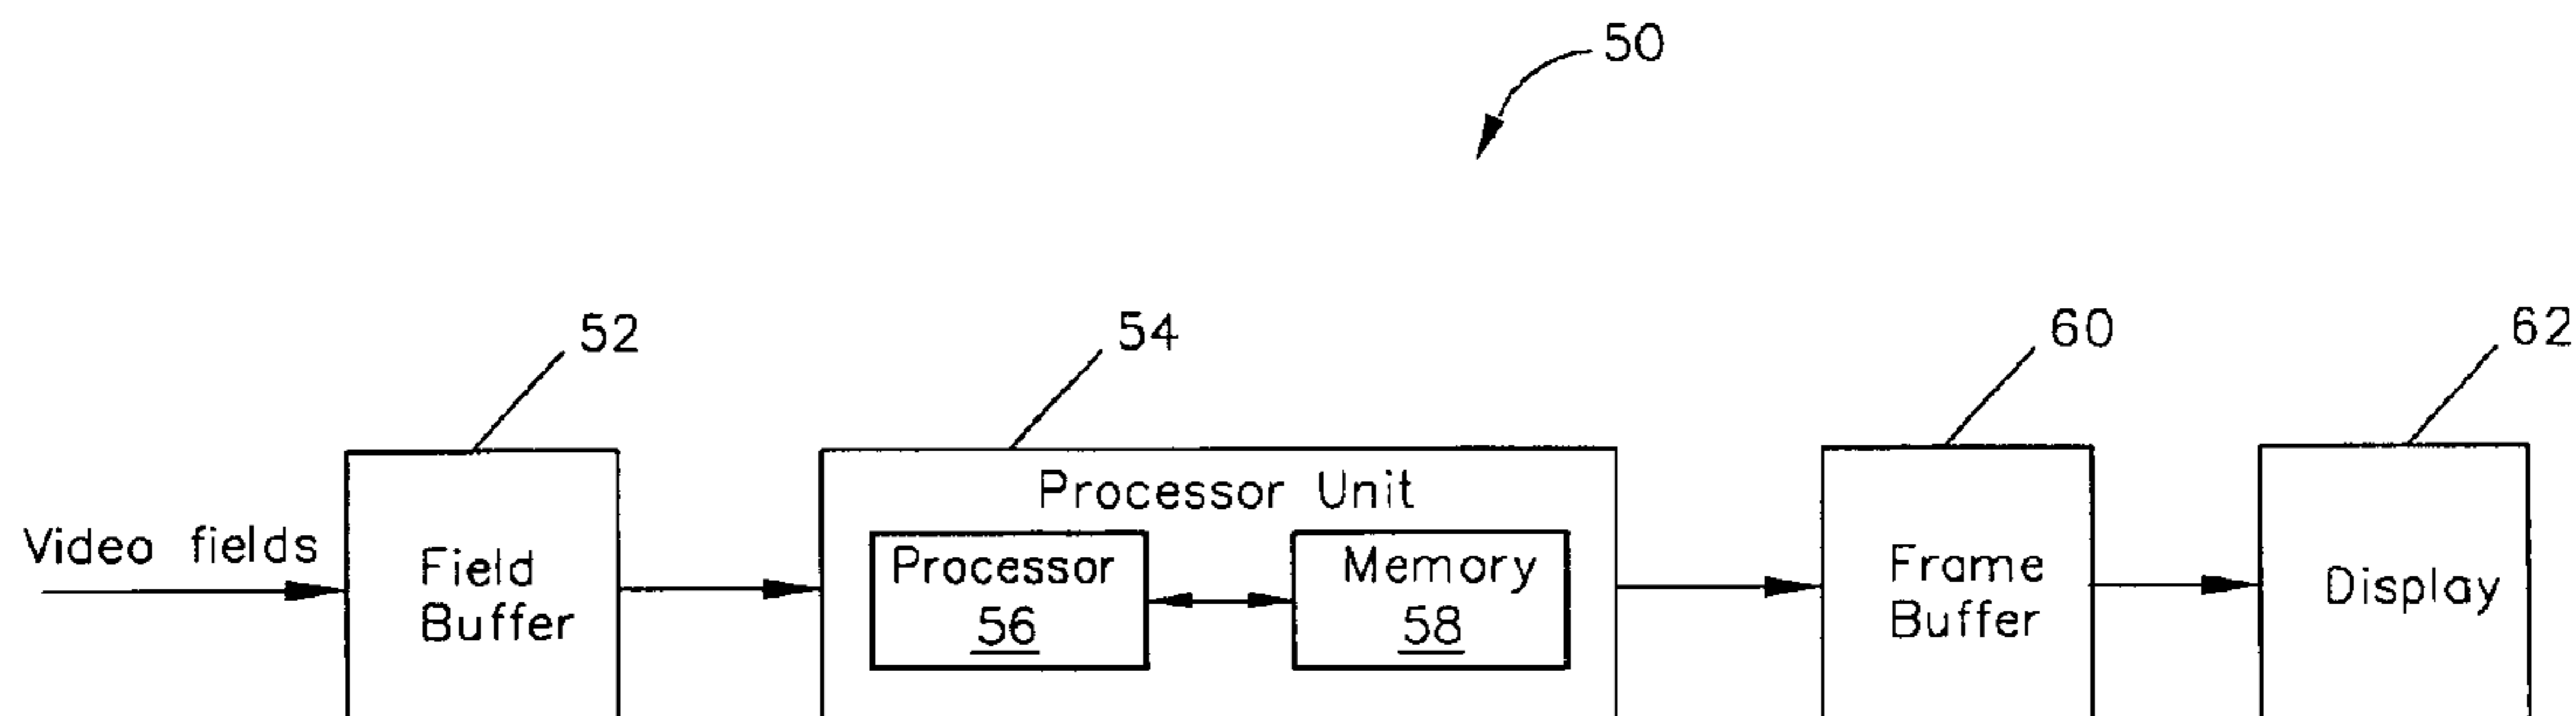 50
52
54
60
62
Video fields
Field
Buffer
Processor Unit
Processor
56
Memory
58
Frame
Buffer
Display